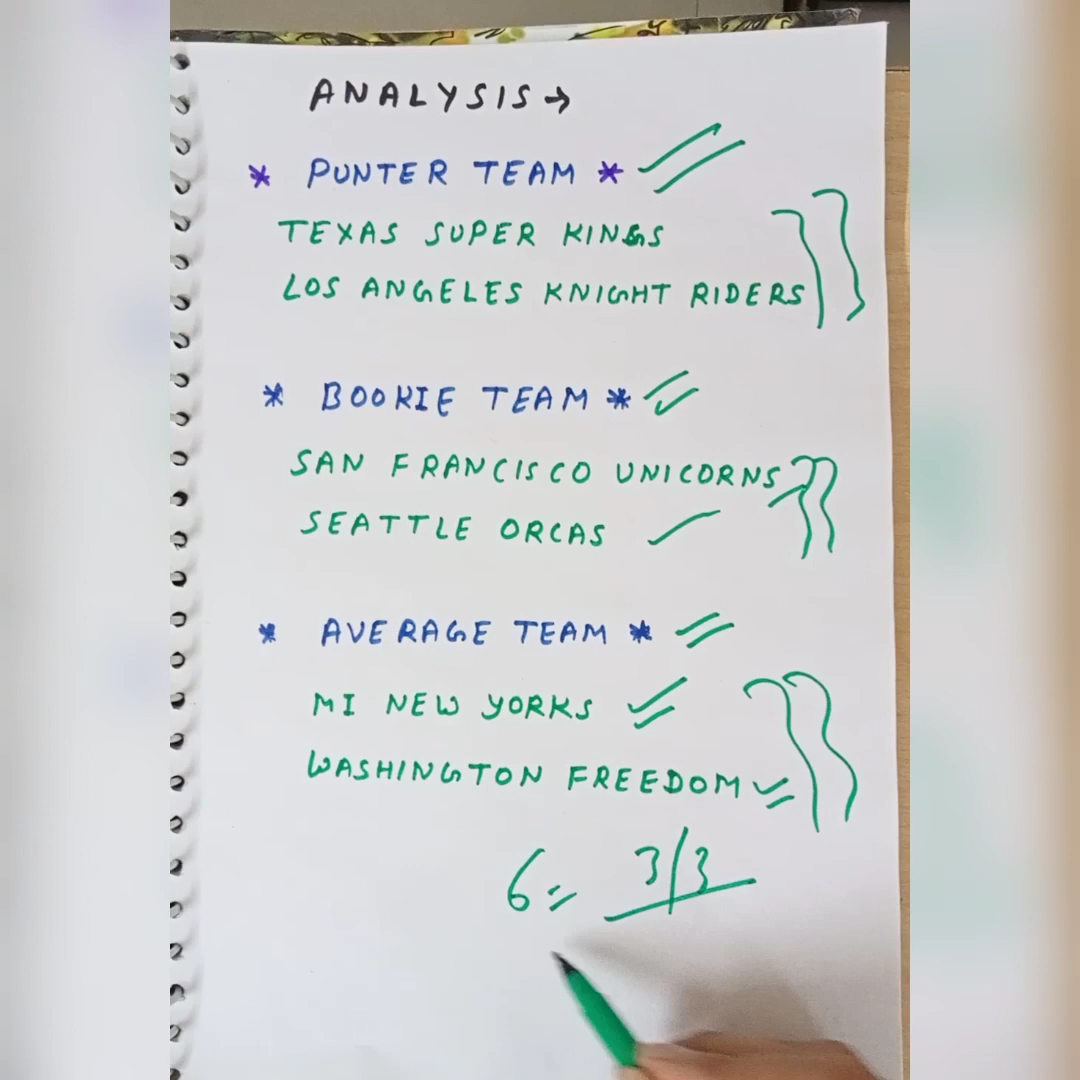 ANALYSIS →
* PUNTER TEAM *
TEXAS SUPER KINGS
LOS ANGELES KNIGHT RIDERS
* BOOKIE TEAM *
SAN FRANCISCO UNICORNS
SEATTLE ORCAS
* AVERAGE TEAM *
MI NEW YORKS
WASHINGTON FREEDOM
6= 3/3